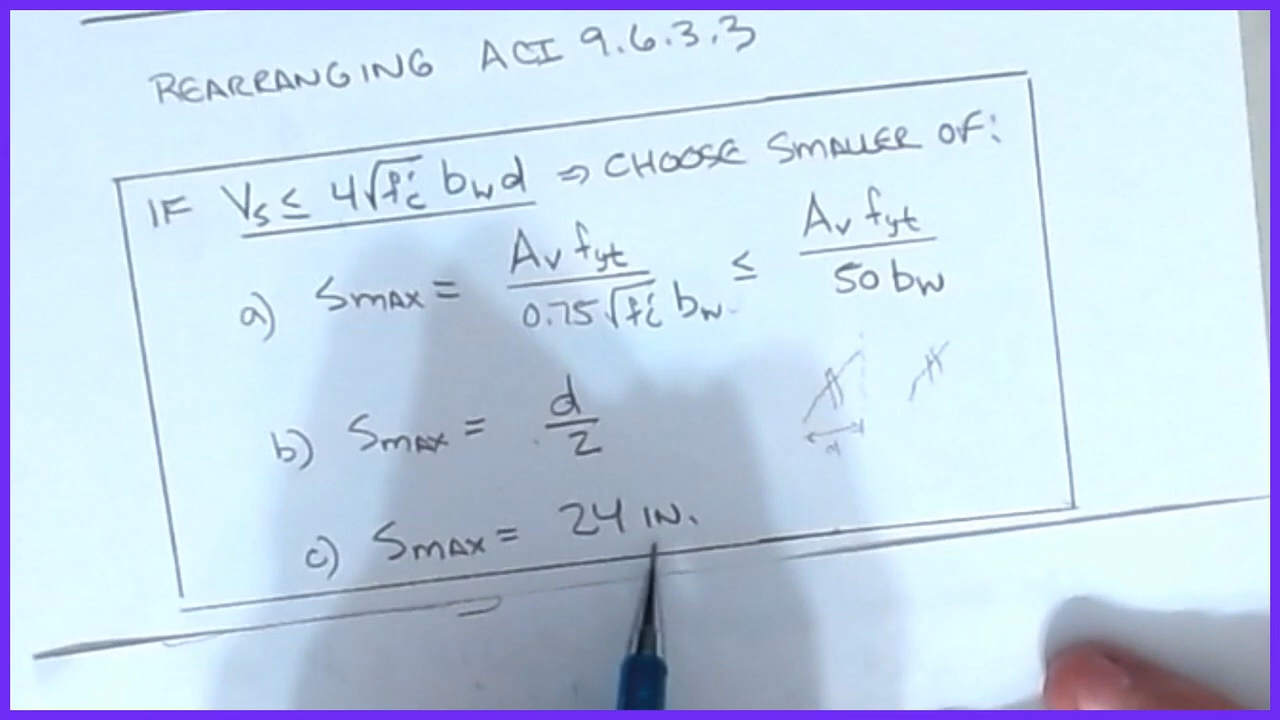 REARRANGING ACI 9.6.3.3
IF Vs ≤ 4√f'c bw d ⇒ CHOOSE SMALLER OF:
a) Smax = Av fyt / 0.75√f'c bw ≤ Av fyt / 50 bw
b) Smax = d / 2
c) Smax = 24 IN.
d